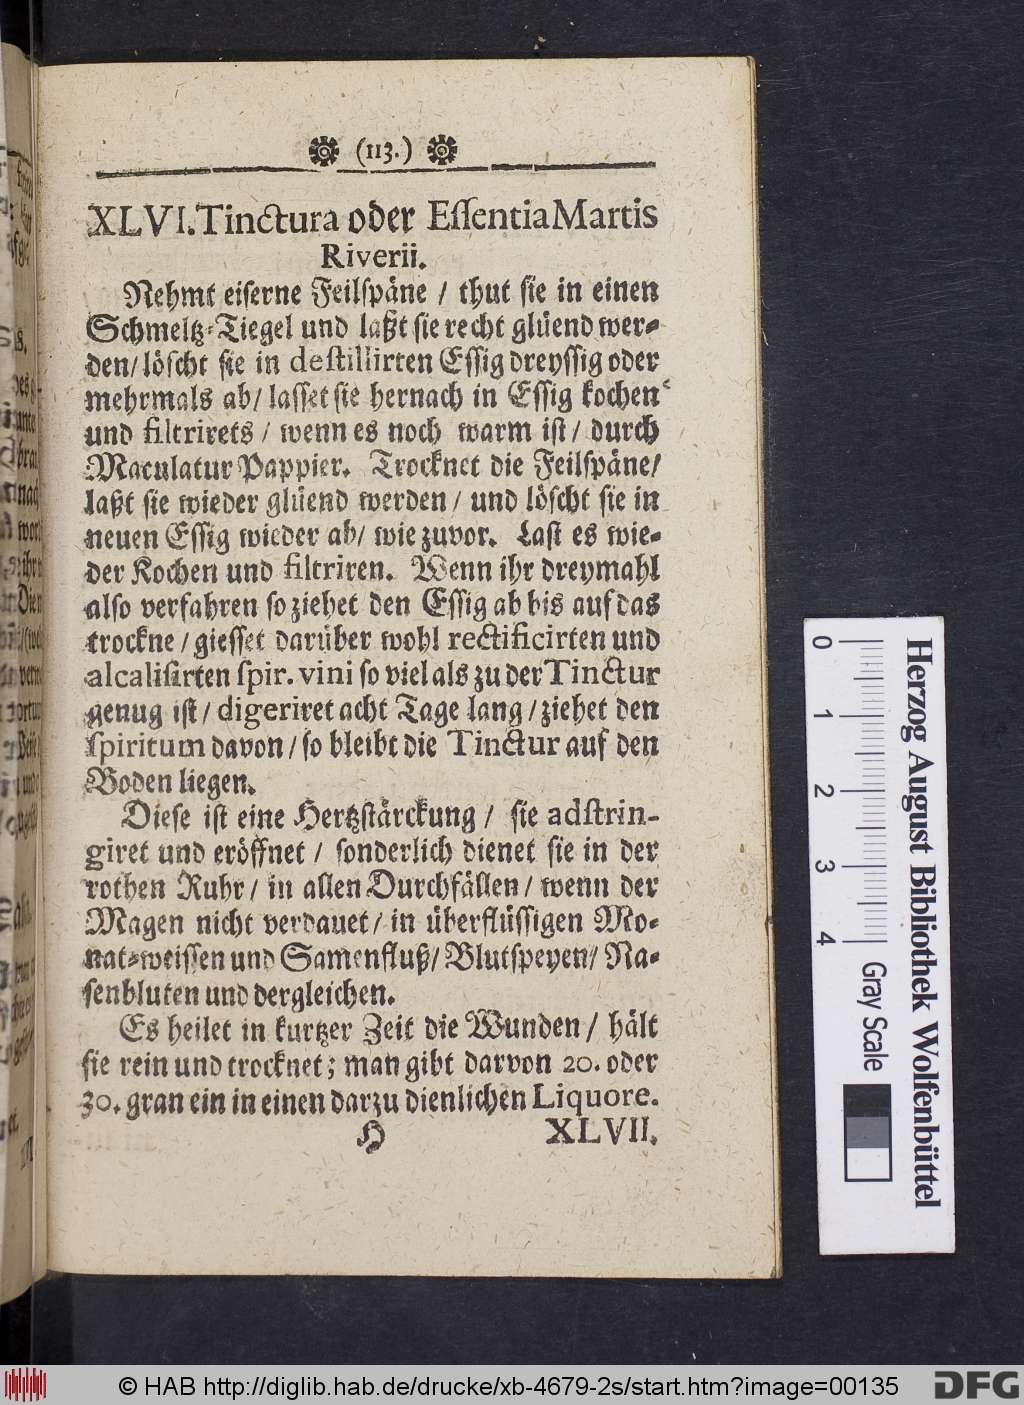 (113.)
XLVI. Tinctura oder Eſſentia Martis
Riverii.
Nehmt eiſerne Feilſpäne / thut ſie in einen
Schmeltz-Tiegel und laßt ſie recht glüend wer-
den/ löſcht ſie in deſtillirten Eſſig dreyſſig oder
mehrmals ab/ laſſet ſie hernach in Eſſig kochen
und filtrirets / wenn es noch warm iſt / durch
Maculatur Pappier. Trocknet die Feilſpäne/
laßt ſie wieder glüend werden / und löſcht ſie in
neuen Eſſig wieder ab/ wie zuvor. Laſt es wie-
der Kochen und filtriren. Wenn ihr dreymahl
alſo verfahren ſo ziehet den Eſſig ab bis auf das
trockne / gieſſet darüber wohl rectificirten und
alcaliſirten ſpir. vini ſo viel als zu der Tinctur
genug iſt / digeriret acht Tage lang / ziehet den
ſpiritum davon / ſo bleibt die Tinctur auf den
Boden liegen.
Dieſe iſt eine Hertzſtärckung / ſie adſtrin-
giret und eröffnet / ſonderlich dienet ſie in der
rothen Ruhr / in allen Durchfällen / wenn der
Magen nicht verdauet / in überflüſſigen Mo-
nat-weiſſen und Samenfluß/ Blutſpeyen/ Na-
ſenbluten und dergleichen.
Es heilet in kurtzer Zeit die Wunden / hält
ſie rein und trocknet; man gibt darvon 20. oder
30. gran ein in einen darzu dienlichen Liquore.
H XLVII.
0 1 2 3 4
Gray Scale
Herzog August Bibliothek Wolfenbüttel
© HAB http://diglib.hab.de/drucke/xb-4679-2s/start.htm?image=00135
DFG